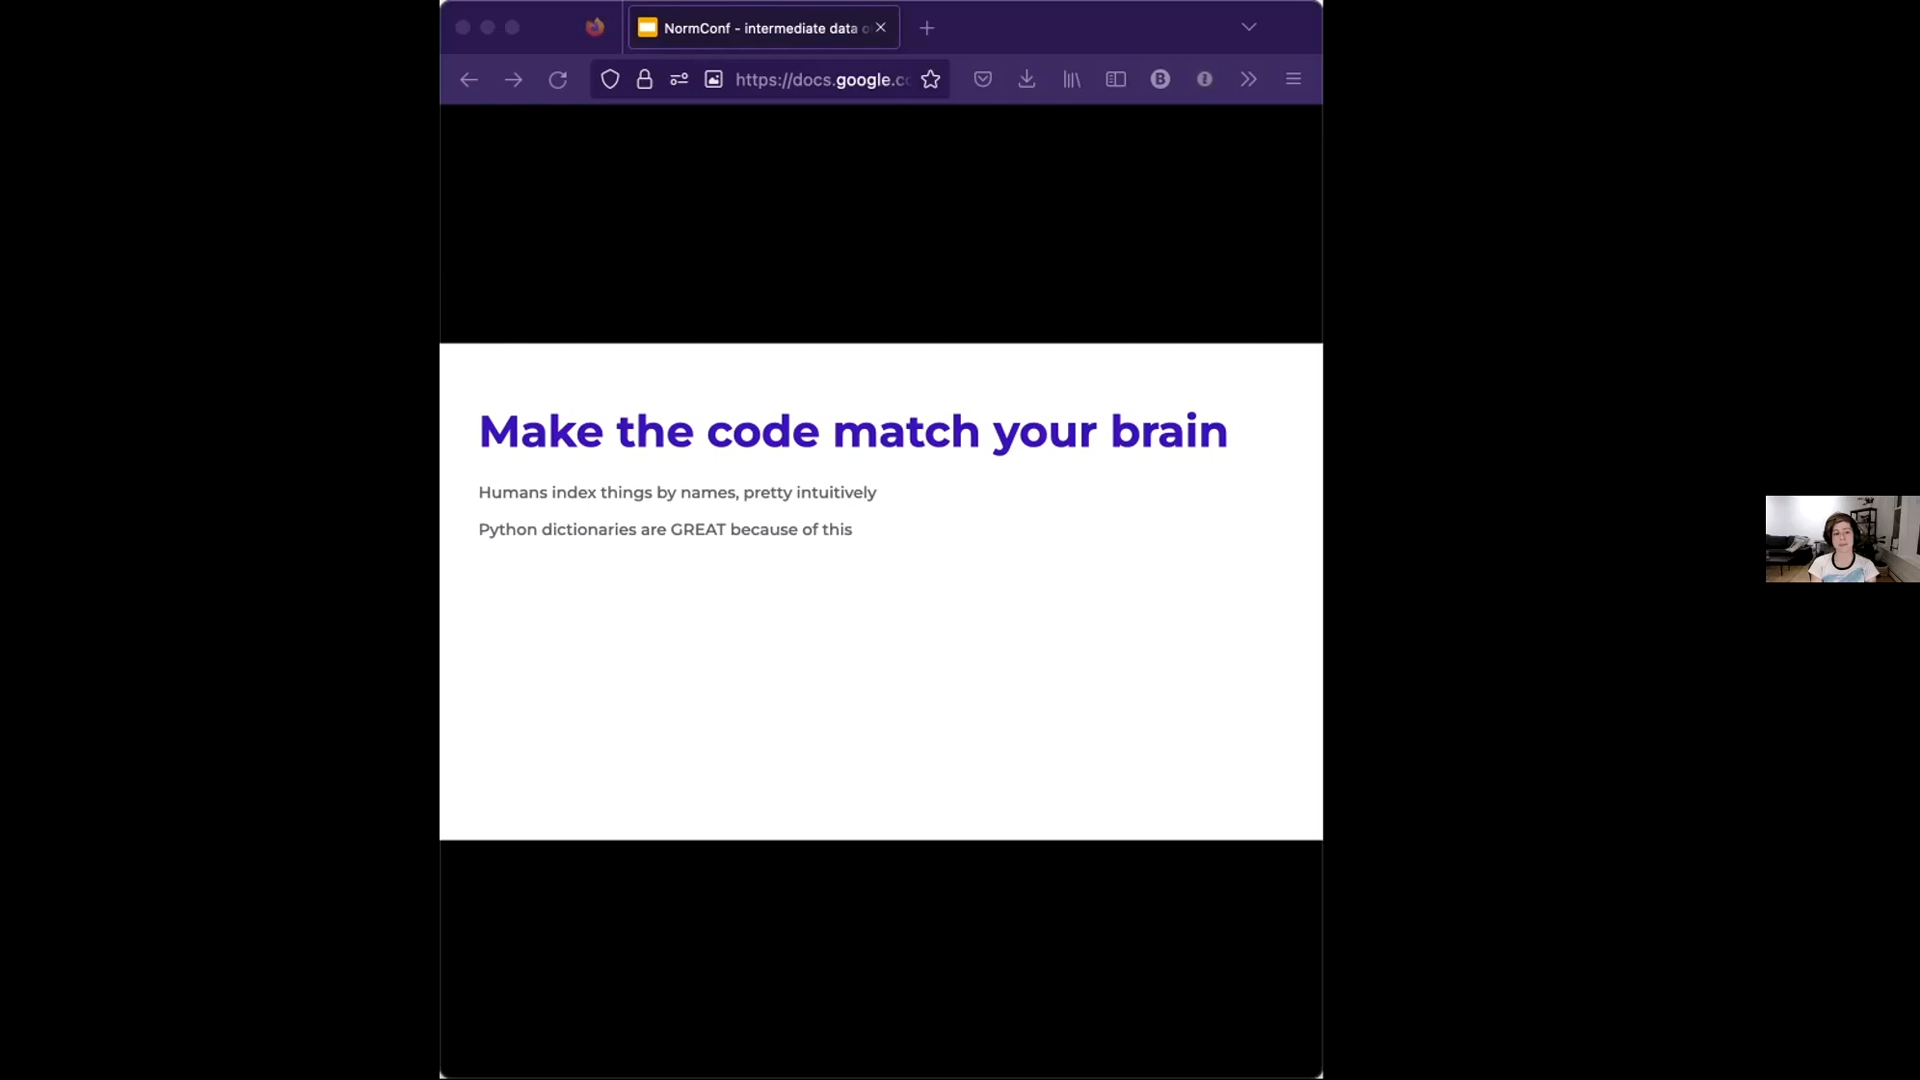 NormConf - intermediate data o
https://docs.google.co
B
Make the code match your brain
Humans index things by names, pretty intuitively
Python dictionaries are GREAT because of this